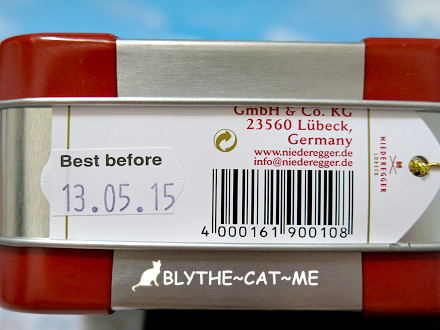 GmbH & Co. KG
23560 Lübeck,
Germany
www.niederegger.de
info@niederegger.de
Best before
13.05.15
NIEDEREGGER
LÜBECK
4 000161 900108
BLYTHE~CAT~ME